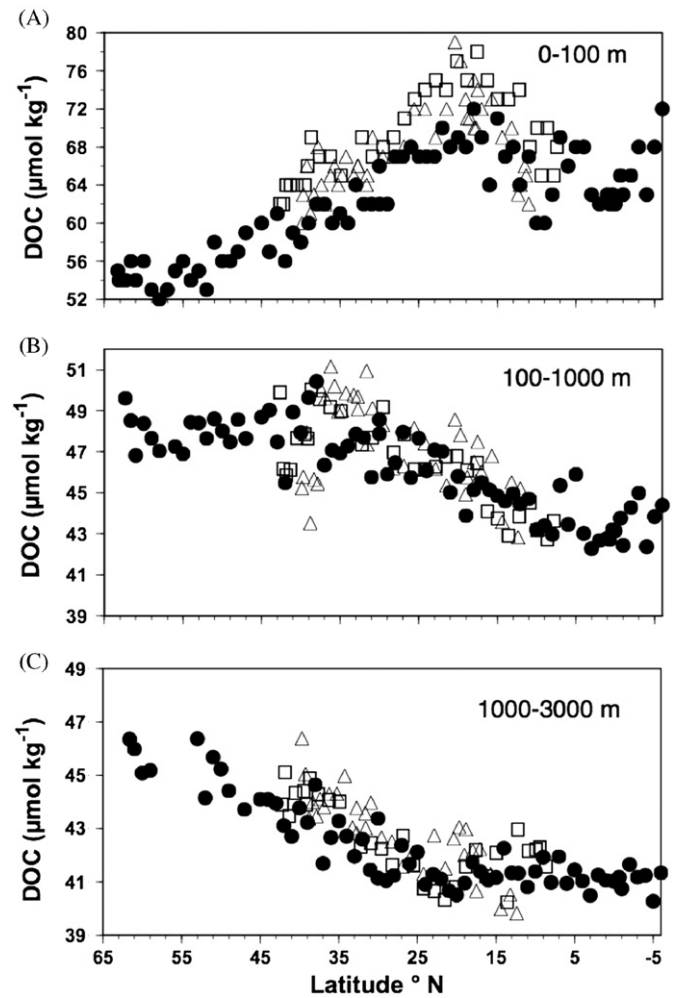 (A)
80
76
72
68
64
60
56
52
DOC (µmol kg-1)
0-100 m
(B)
51
49
47
45
43
41
39
DOC (µmol kg-1)
100-1000 m
(C)
49
47
45
43
41
39
DOC (µmol kg-1)
1000-3000 m
65 55 45 35 25 15 5 -5
Latitude ° N